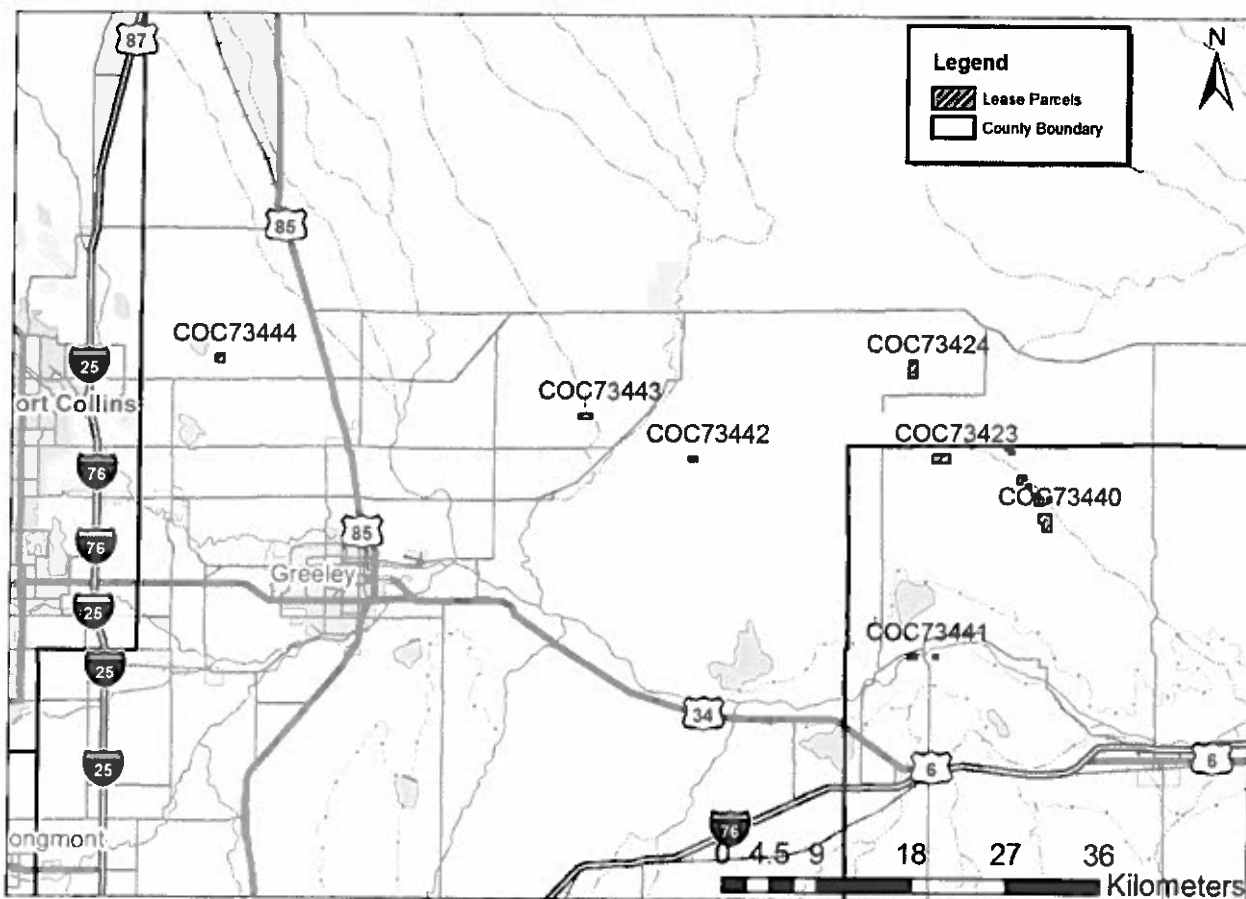 87
N
Legend
Lease Parcels
County Boundary
85
COC73444
COC73424
25
ort Collins
COC73443
COC73442
COC73423
76
COC73440
85
76
Greeley
25
COC73441
25
34
25
6
6
ongmont
76
0 4.5 9 18 27 36
Kilometers